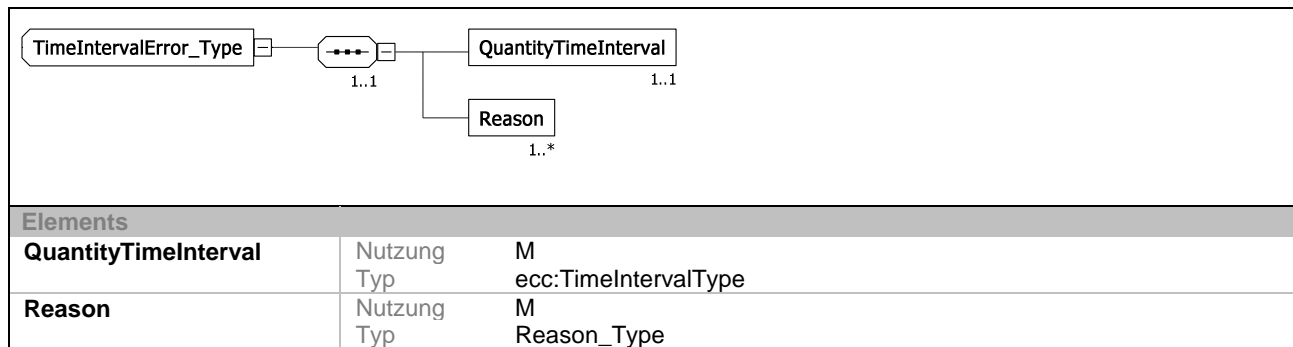 TimeIntervalError_Type
QuantityTimeInterval
1..1
1..1
Reason
1..*
Elements
QuantityTimeInterval Nutzung M
Typ ecc:TimeIntervalType
Reason Nutzung M
Typ Reason_Type